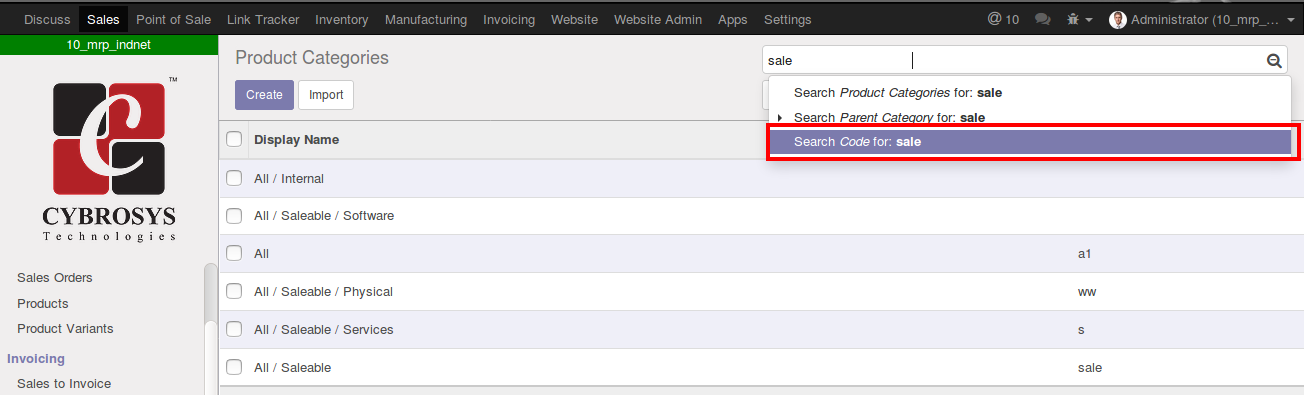 Discuss Sales Point of Sale Link Tracker Inventory Manufacturing Invoicing Website Website Admin Apps Settings @ 10 Administrator (10_mrp_...
10_mrp_indnet
Product Categories
sale
Create Import
Search Product Categories for: sale
Search Parent Category for: sale
Search Code for: sale
TM
CYBROSYS
Technologies
Display Name
All / Internal
All / Saleable / Software
All a1
All / Saleable / Physical ww
All / Saleable / Services s
All / Saleable sale
Sales Orders
Products
Product Variants
Invoicing
Sales to Invoice